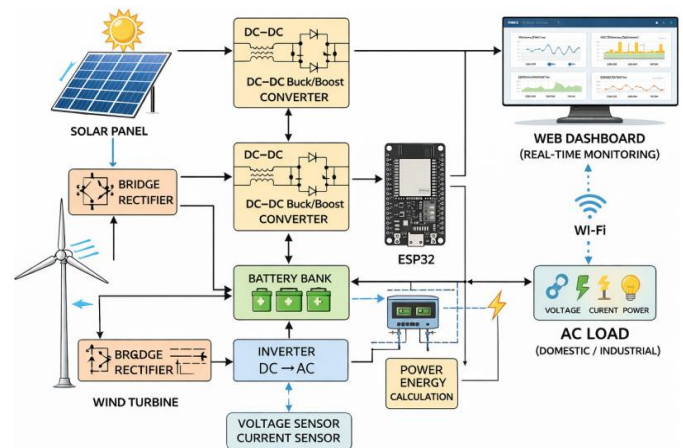 DC–DC
DC–DC Buck/Boost
CONVERTER
SOLAR PANEL
WEB DASHBOARD
(REAL-TIME MONITORING)
BRIDGE
RECTIFIER
DC–DC
DC–DC Buck/Boost
CONVERTER
ESP32
WI-Fi
BATTERY BANK
VOLTAGE CURENT POWER
AC LOAD
(DOMESTIC / INDUSTRIAL)
BRGDGE
RECTIFIER
INVERTER
DC → AC
POWER
ENERGY
CALCULATION
WIND TURBINE
VOLTAGE SENSOR
CURRENT SENSOR